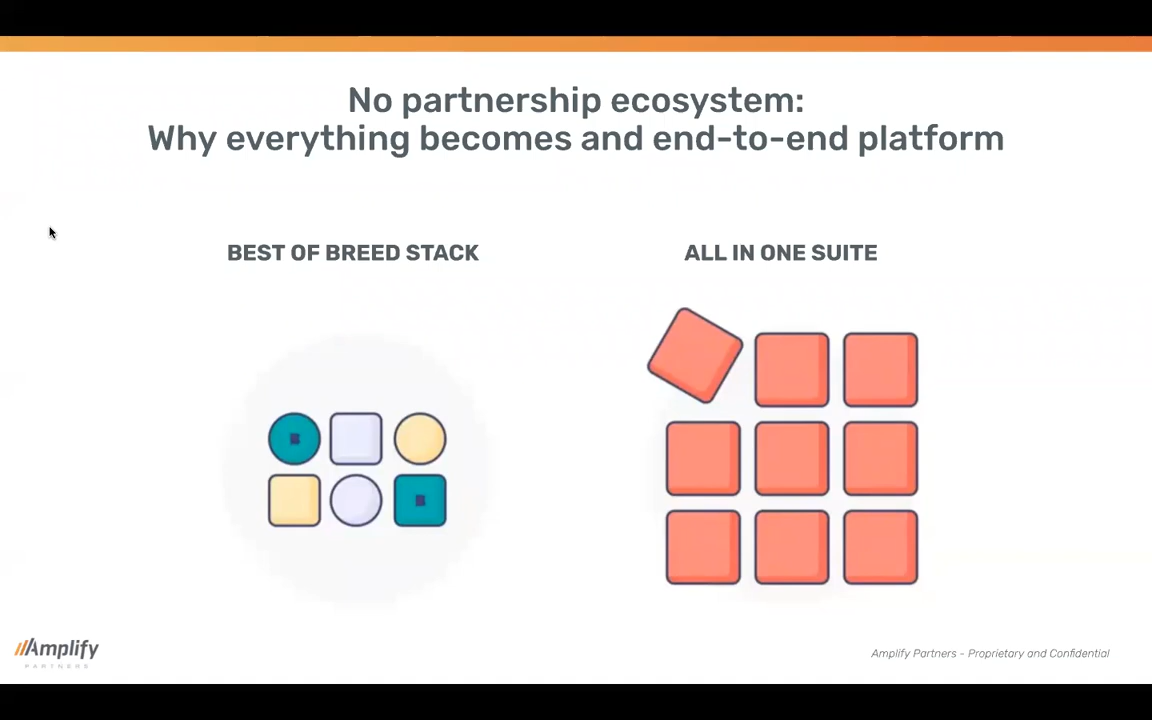 No partnership ecosystem:
Why everything becomes and end-to-end platform
BEST OF BREED STACK
ALL IN ONE SUITE
Amplify
PARTNERS
Amplify Partners - Proprietary and Confidential